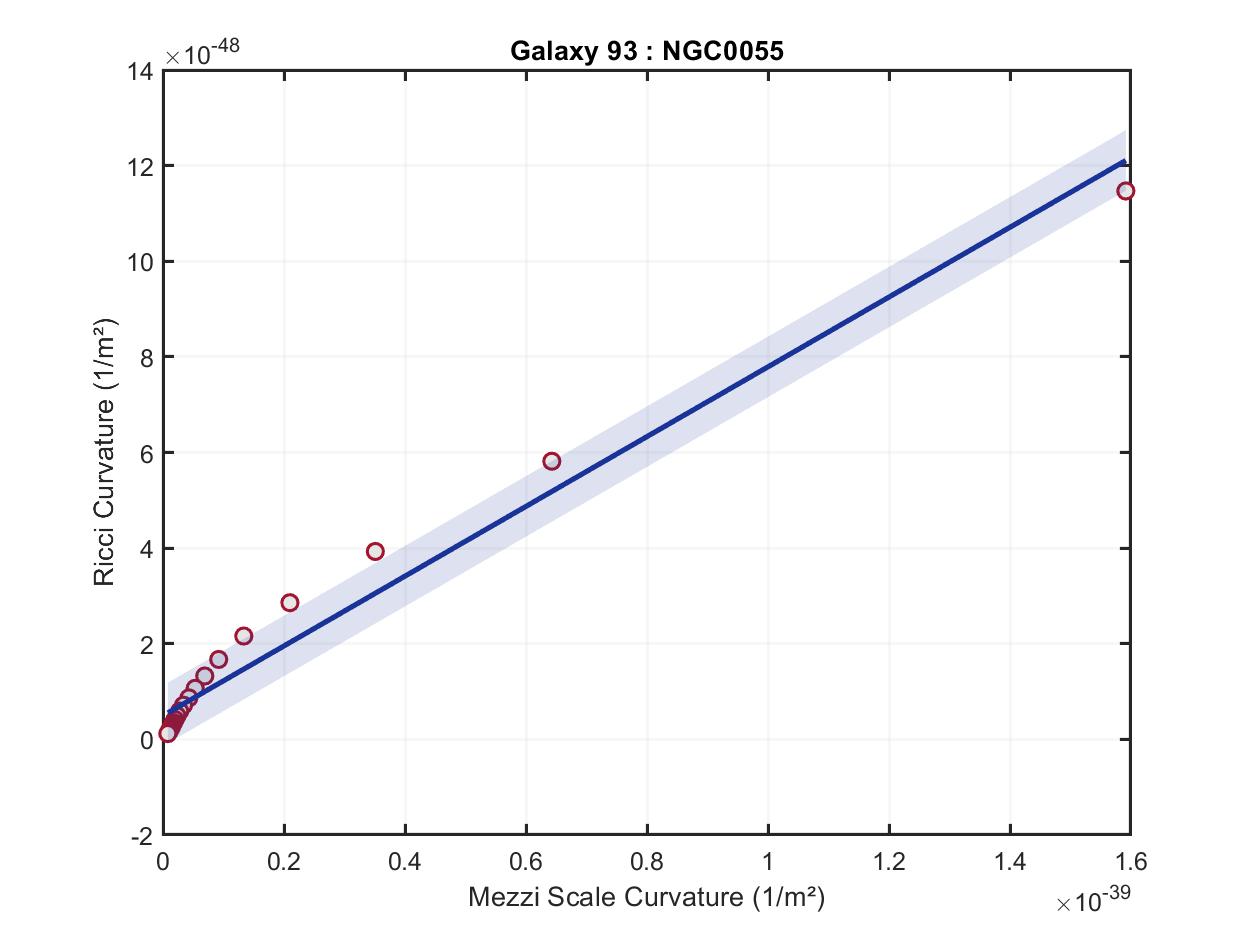 Galaxy 93 : NGC0055
×10-48
14
12
10
8
6
4
2
0
-2
Ricci Curvature (1/m²)
0 0.2 0.4 0.6 0.8 1 1.2 1.4 1.6
Mezzi Scale Curvature (1/m²)
×10-39